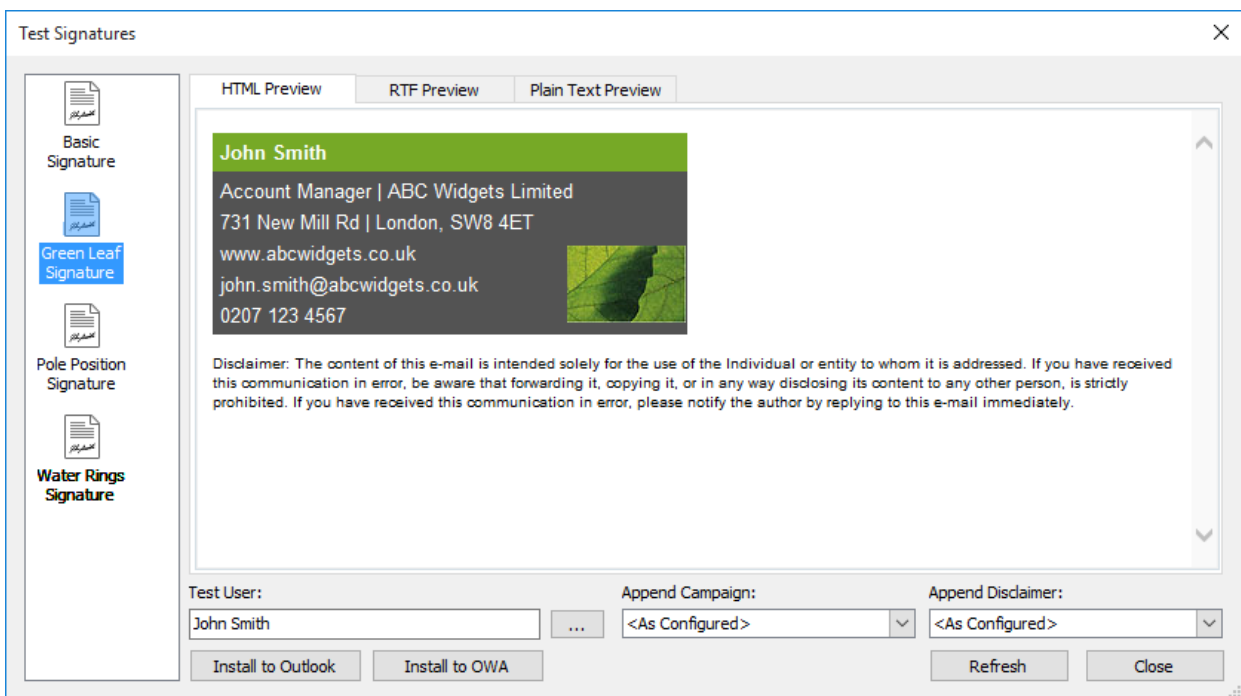 Test Signatures
Basic
Signature
Green Leaf
Signature
Pole Position
Signature
Water Rings
Signature
HTML Preview
RTF Preview
Plain Text Preview
John Smith
Account Manager | ABC Widgets Limited
731 New Mill Rd | London, SW8 4ET
www.abcwidgets.co.uk
john.smith@abcwidgets.co.uk
0207 123 4567
Disclaimer: The content of this e-mail is intended solely for the use of the Individual or entity to whom it is addressed. If you have received
this communication in error, be aware that forwarding it, copying it, or in any way disclosing its content to any other person, is strictly
prohibited. If you have received this communication in error, please notify the author by replying to this e-mail immediately.
Test User:
John Smith
...
Append Campaign:
<As Configured>
Append Disclaimer:
<As Configured>
Install to Outlook
Install to OWA
Refresh
Close